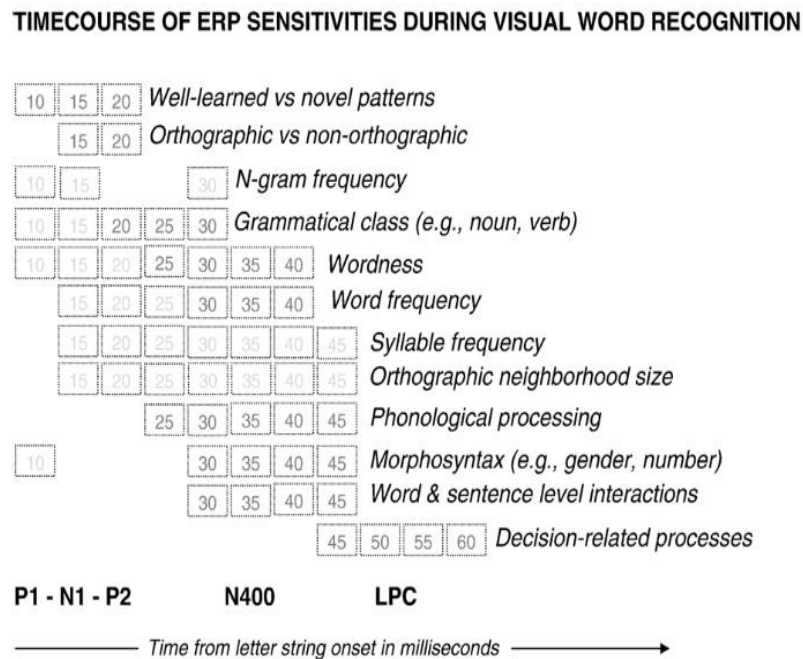 TIMECOURSE OF ERP SENSITIVITIES DURING VISUAL WORD RECOGNITION
10 15 20 Well-learned vs novel patterns
15 20 Orthographic vs non-orthographic
10 15 30 N-gram frequency
10 15 20 25 30 Grammatical class (e.g., noun, verb)
10 15 20 25 30 35 40 Wordness
15 20 25 30 35 40 Word frequency
15 20 25 30 35 40 45 Syllable frequency
15 20 25 30 35 40 45 Orthographic neighborhood size
25 30 35 40 45 Phonological processing
10 30 35 40 45 Morphosyntax (e.g., gender, number)
30 35 40 45 Word & sentence level interactions
45 50 55 60 Decision-related processes
P1 - N1 - P2 N400 LPC
Time from letter string onset in milliseconds